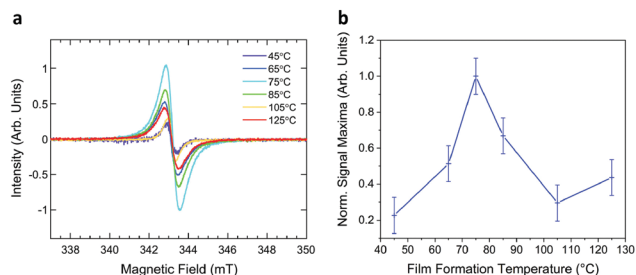 a
b
Intensity (Arb. Units)
1
0.5
0
-0.5
-1
45°C
65°C
75°C
85°C
105°C
125°C
338 340 342 344 346 348 350
Magnetic Field (mT)
Norm. Signal Maxima (Arb. Units)
1.2
1.0
0.8
0.6
0.4
0.2
40 50 60 70 80 90 100 110 120 130
Film Formation Temperature (°C)